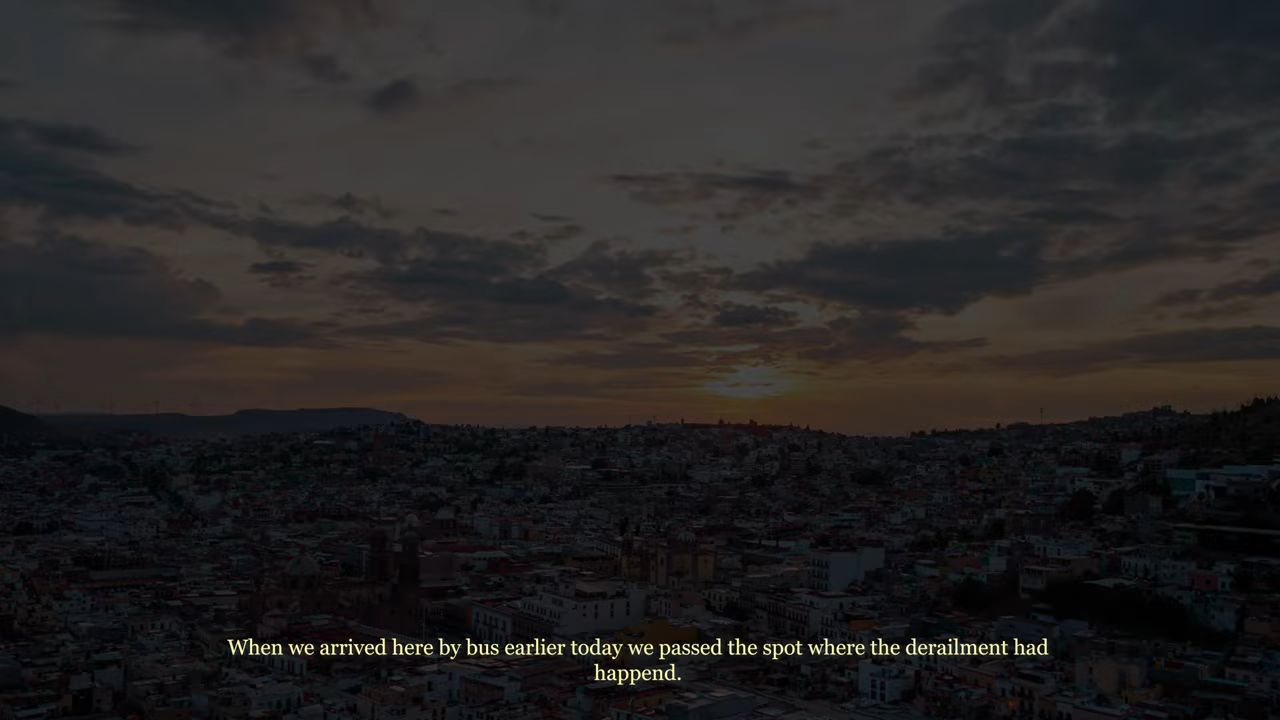 When we arrived here by bus earlier today we passed the spot where the derailment had
happend.